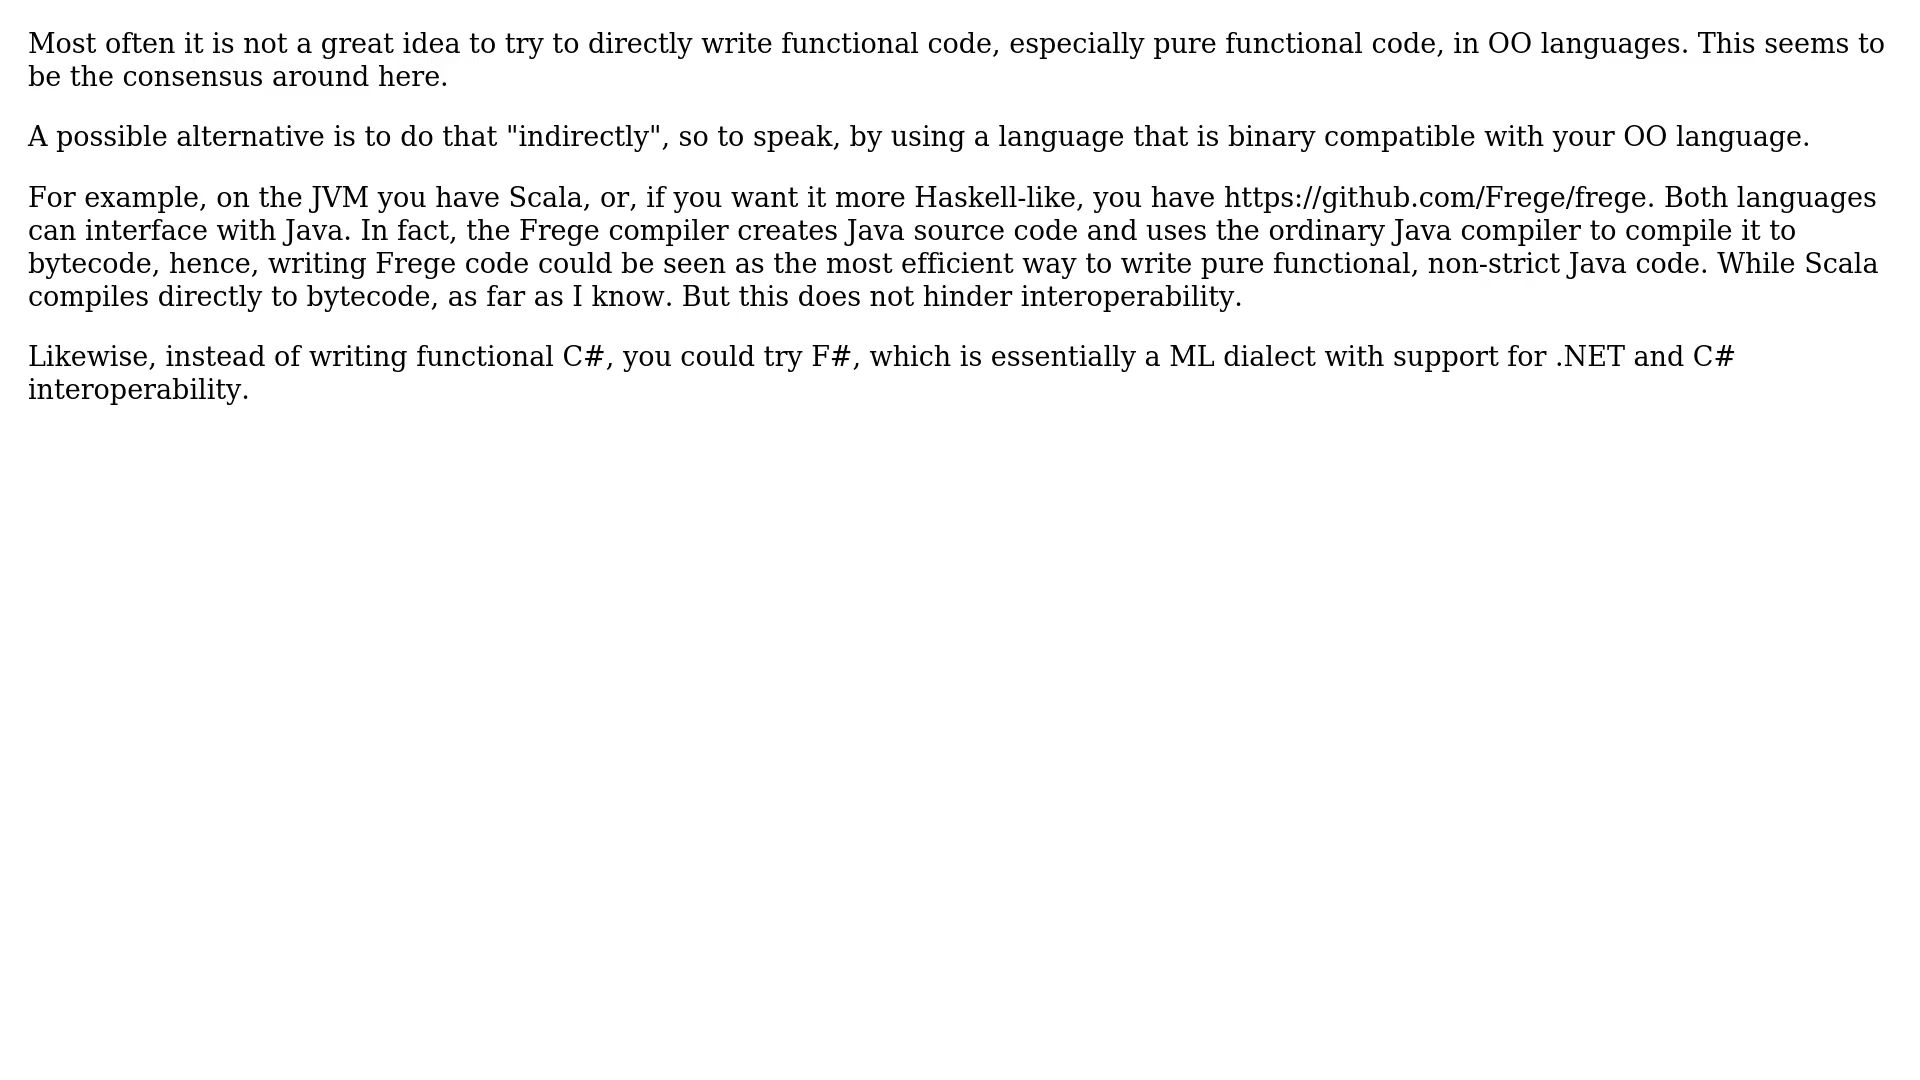 Most often it is not a great idea to try to directly write functional code, especially pure functional code, in OO languages. This seems to
be the consensus around here.
A possible alternative is to do that "indirectly", so to speak, by using a language that is binary compatible with your OO language.
For example, on the JVM you have Scala, or, if you want it more Haskell-like, you have https://github.com/Frege/frege. Both languages
can interface with Java. In fact, the Frege compiler creates Java source code and uses the ordinary Java compiler to compile it to
bytecode, hence, writing Frege code could be seen as the most efficient way to write pure functional, non-strict Java code. While Scala
compiles directly to bytecode, as far as I know. But this does not hinder interoperability.
Likewise, instead of writing functional C#, you could try F#, which is essentially a ML dialect with support for .NET and C#
interoperability.